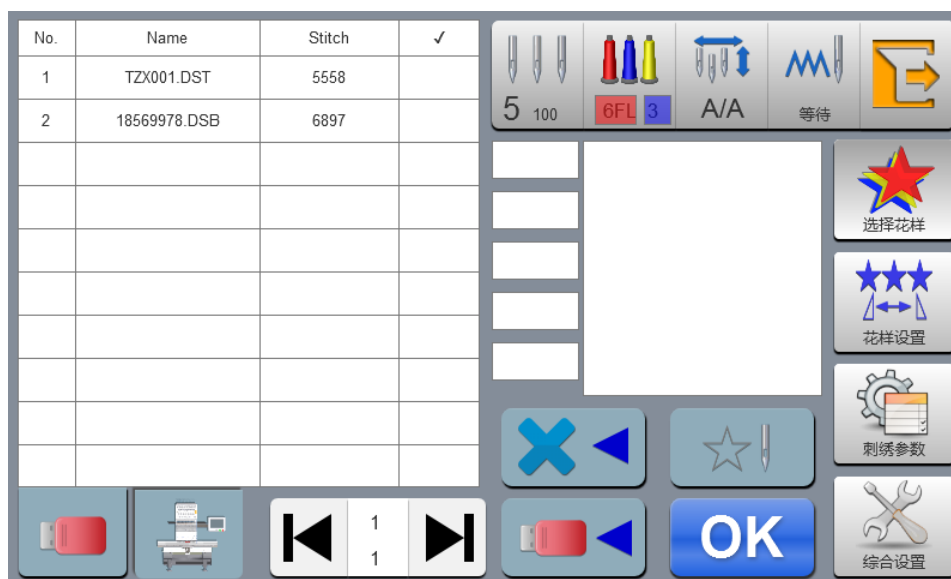 No. Name Stitch ✓
1 TZX001.DST 5558
2 18569978.DSB 6897
5 100
6FL 3
A/A
等待
选择花样
花样设置
刺绣参数
综合设置
1
1
OK